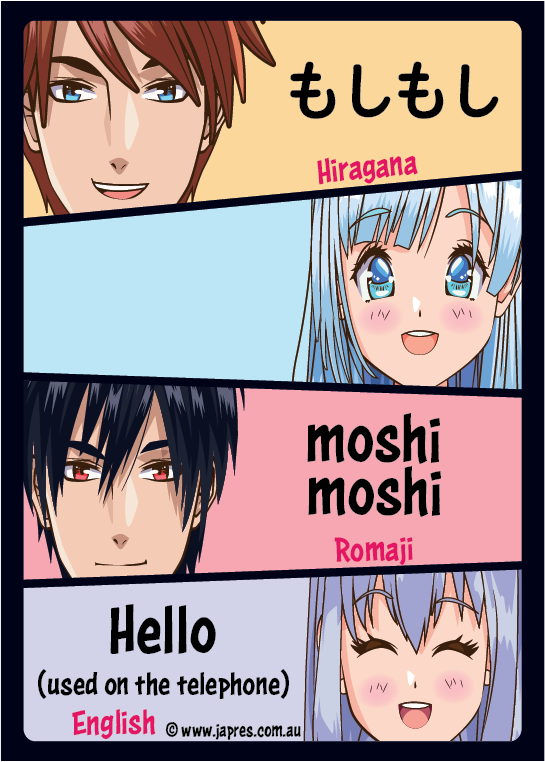 もしもし
Hiragana
moshi
moshi
Romaji
Hello
(used on the telephone)
English © www.japres.com.au